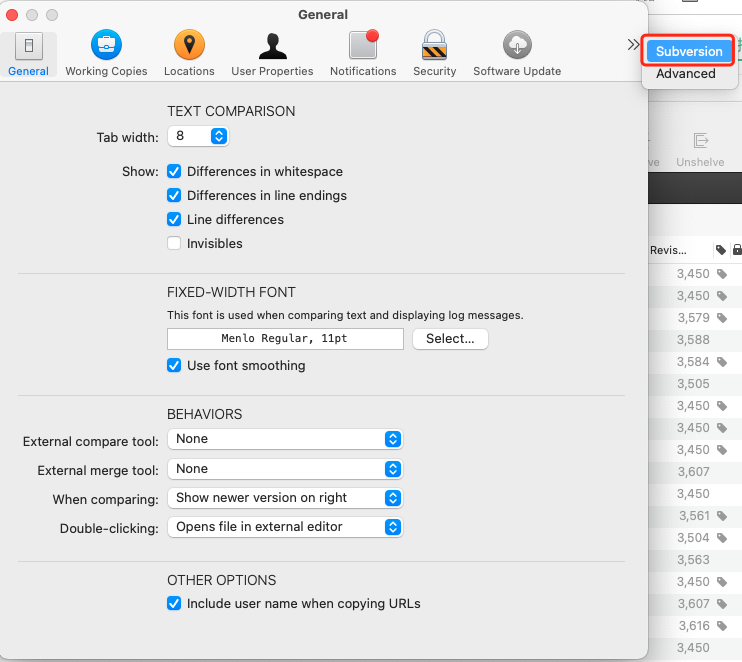 General
General
Working Copies
Locations
User Properties
Notifications
Security
Software Update
Subversion
Advanced
TEXT COMPARISON
Tab width: 8
Show: Differences in whitespace
Differences in line endings
Line differences
Invisibles
FIXED-WIDTH FONT
This font is used when comparing text and displaying log messages.
Menlo Regular, 11pt
Select...
Use font smoothing
BEHAVIORS
External compare tool: None
External merge tool: None
When comparing: Show newer version on right
Double-clicking: Opens file in external editor
OTHER OPTIONS
Include user name when copying URLs
Unshelve
Revis...
3,450
3,450
3,579
3,588
3,584
3,505
3,450
3,450
3,450
3,607
3,450
3,561
3,504
3,563
3,450
3,607
3,616
3,450